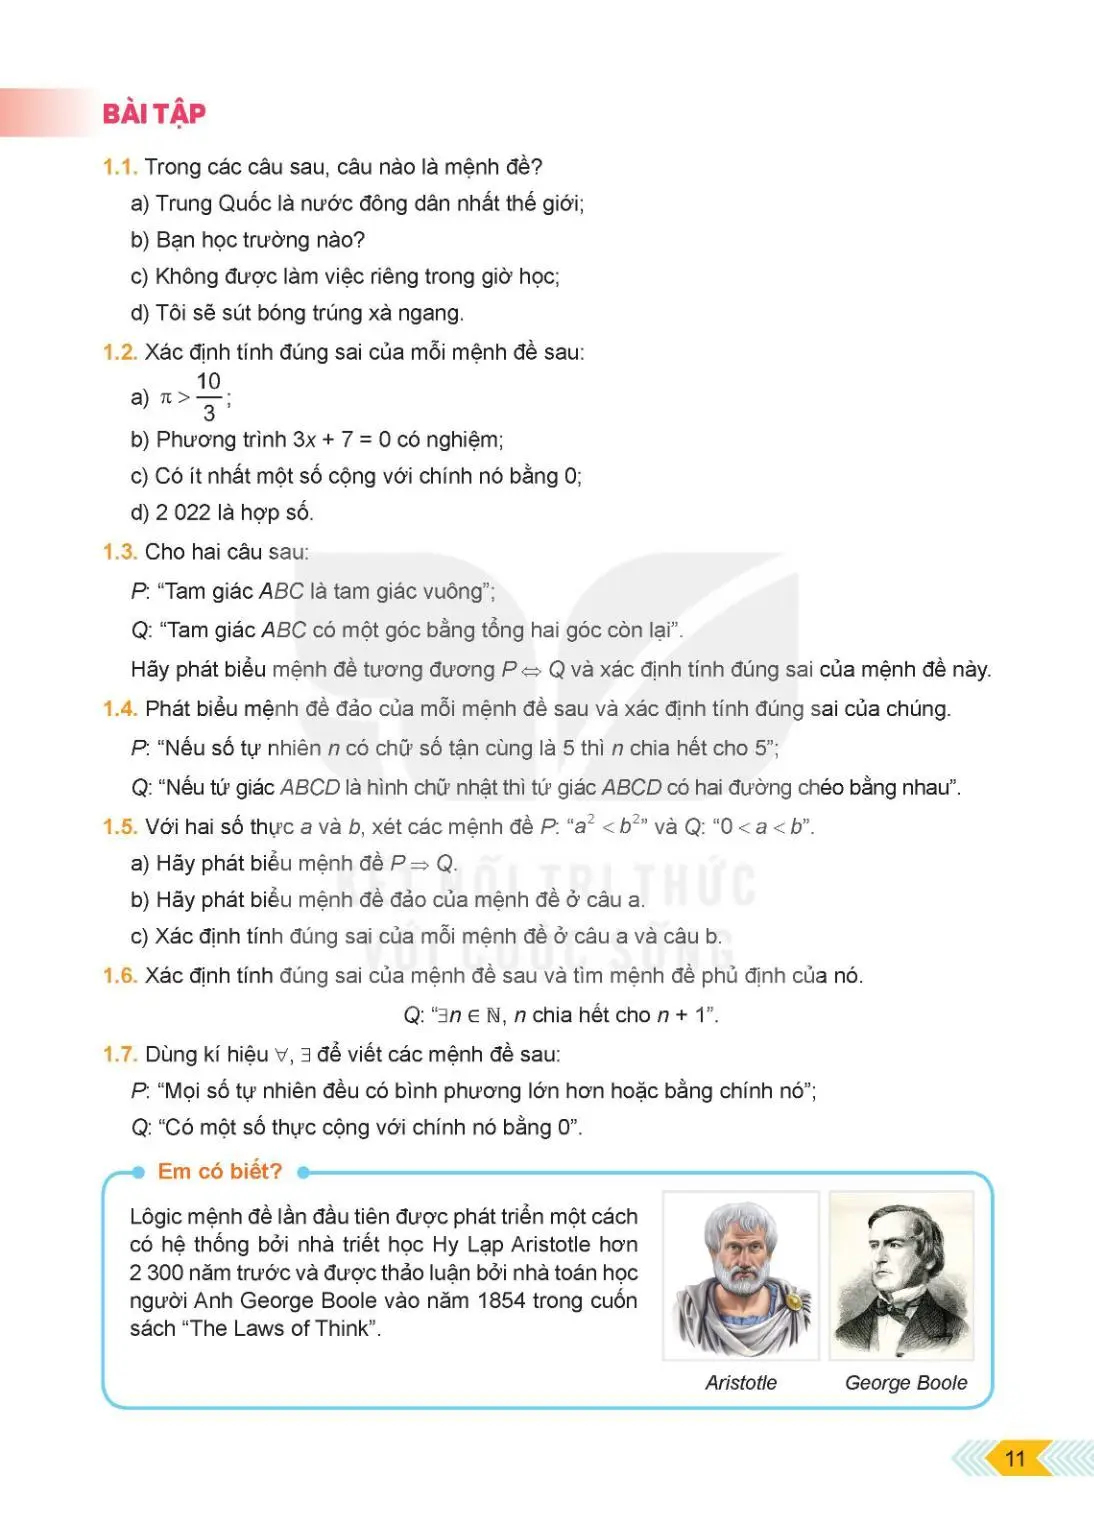 BÀI TẬP
1.1. Trong các câu sau, câu nào là mệnh đề?
a) Trung Quốc là nước đông dân nhất thế giới;
b) Bạn học trường nào?
c) Không được làm việc riêng trong giờ học;
d) Tôi sẽ sút bóng trúng xà ngang.
1.2. Xác định tính đúng sai của mỗi mệnh đề sau:
a) π > 10/3;
b) Phương trình 3x + 7 = 0 có nghiệm;
c) Có ít nhất một số cộng với chính nó bằng 0;
d) 2 022 là hợp số.
1.3. Cho hai câu sau:
P: “Tam giác ABC là tam giác vuông”;
Q: “Tam giác ABC có một góc bằng tổng hai góc còn lại”.
Hãy phát biểu mệnh đề tương đương P ⇔ Q và xác định tính đúng sai của mệnh đề này.
1.4. Phát biểu mệnh đề đảo của mỗi mệnh đề sau và xác định tính đúng sai của chúng.
P: “Nếu số tự nhiên n có chữ số tận cùng là 5 thì n chia hết cho 5”;
Q: “Nếu tứ giác ABCD là hình chữ nhật thì tứ giác ABCD có hai đường chéo bằng nhau”.
1.5. Với hai số thực a và b, xét các mệnh đề P: “a² < b²” và Q: “0 < a < b”.
a) Hãy phát biểu mệnh đề P ⇒ Q.
b) Hãy phát biểu mệnh đề đảo của mệnh đề ở câu a.
c) Xác định tính đúng sai của mỗi mệnh đề ở câu a và câu b.
KẾT NỐI TRI THỨC
VỚI CUỘC SỐNG
1.6. Xác định tính đúng sai của mệnh đề sau và tìm mệnh đề phủ định của nó.
Q: “∃n ∈ ℕ, n chia hết cho n + 1”.
1.7. Dùng kí hiệu ∀, ∃ để viết các mệnh đề sau:
P: “Mọi số tự nhiên đều có bình phương lớn hơn hoặc bằng chính nó”;
Q: “Có một số thực cộng với chính nó bằng 0”.
Em có biết?
Lôgic mệnh đề lần đầu tiên được phát triển một cách
có hệ thống bởi nhà triết học Hy Lạp Aristotle hơn
2 300 năm trước và được thảo luận bởi nhà toán học
người Anh George Boole vào năm 1854 trong cuốn
sách “The Laws of Think”.
Aristotle
George Boole
11